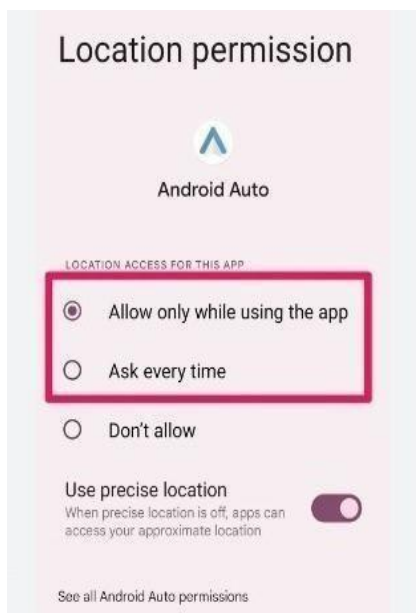 Location permission
Android Auto
LOCATION ACCESS FOR THIS APP
Allow only while using the app
Ask every time
Don't allow
Use precise location
When precise location is off, apps can
access your approximate location
See all Android Auto permissions